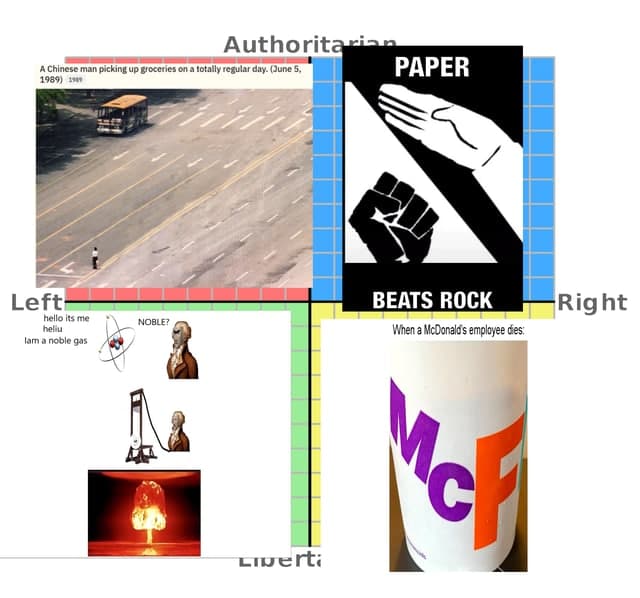 Authoritarian
A Chinese man picking up groceries on a totally regular day. (June 5,
1989) 1989
PAPER
BEATS ROCK
Left
Right
hello its me
heliu
Iam a noble gas
NOBLE?
When a McDonald's employee dies:
McF
Liberta